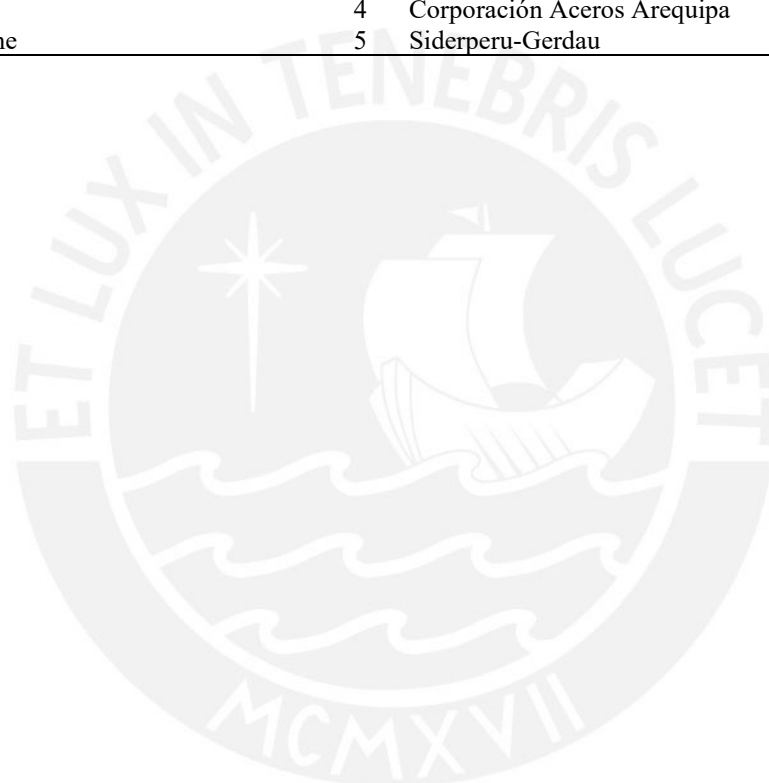 4 Corporación Aceros Arequipa
ne 5 Siderperu-Gerdau
ET LUX IN TENEBRIS LUCET
MCMXVII